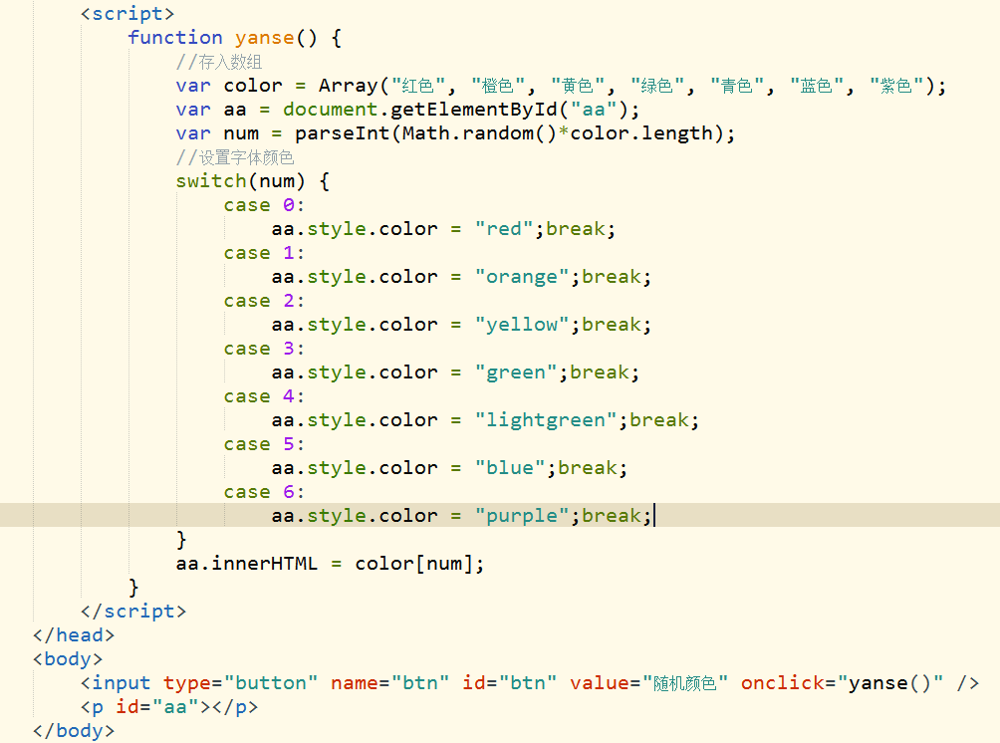 <script>
function yanse() {
//存入数组
var color = Array("红色", "橙色", "黄色", "绿色", "青色", "蓝色", "紫色");
var aa = document.getElementById("aa");
var num = parseInt(Math.random()*color.length);
//设置字体颜色
switch(num) {
case 0:
aa.style.color = "red";break;
case 1:
aa.style.color = "orange";break;
case 2:
aa.style.color = "yellow";break;
case 3:
aa.style.color = "green";break;
case 4:
aa.style.color = "lightgreen";break;
case 5:
aa.style.color = "blue";break;
case 6:
aa.style.color = "purple";break;
}
aa.innerHTML = color[num];
}
</script>
</head>
<body>
<input type="button" name="btn" id="btn" value="随机颜色" onclick="yanse()" />
<p id="aa"></p>
</body>